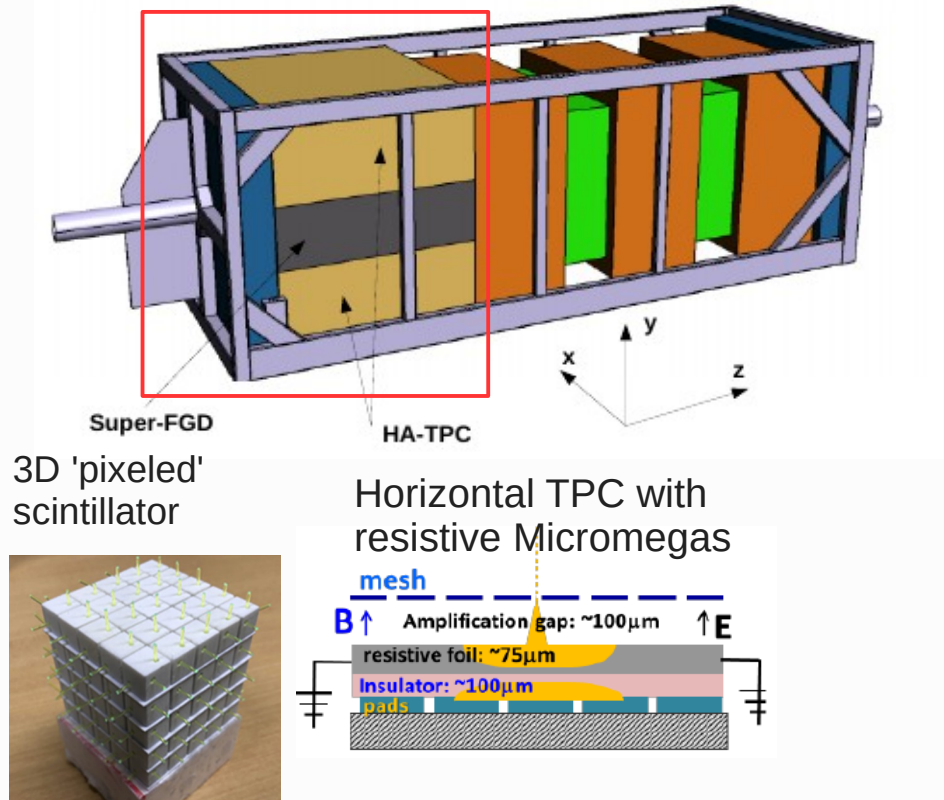 y
x
z
Super-FGD
HA-TPC
3D 'pixeled'
scintillator
Horizontal TPC with
resistive Micromegas
mesh
B
Amplification gap: ~100μm
E
resistive foil: ~75μm
Insulator: ~100μm
pads